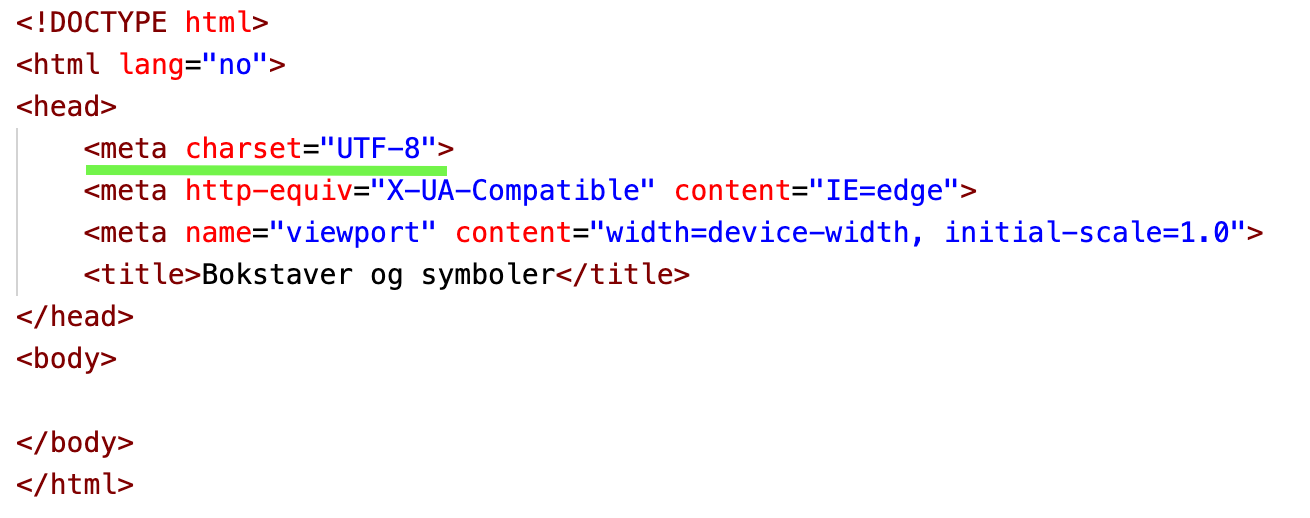 <!DOCTYPE html>
<html lang="no">
<head>
    <meta charset="UTF-8">
    <meta http-equiv="X-UA-Compatible" content="IE=edge">
    <meta name="viewport" content="width=device-width, initial-scale=1.0">
    <title>Bokstaver og symboler</title>
</head>
<body>

</body>
</html>